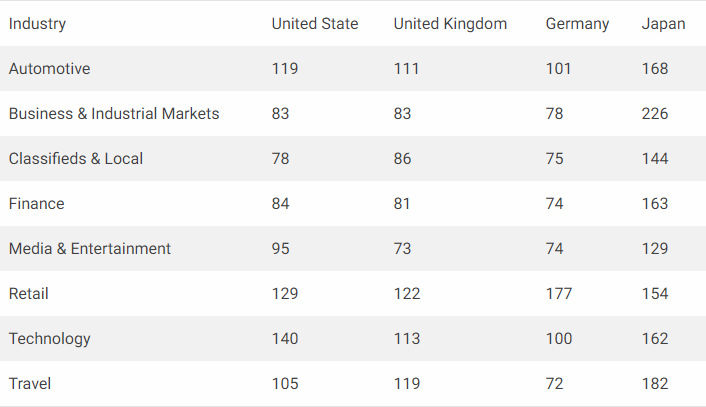 Industry United State United Kingdom Germany Japan
Automotive 119 111 101 168
Business & Industrial Markets 83 83 78 226
Classifieds & Local 78 86 75 144
Finance 84 81 74 163
Media & Entertainment 95 73 74 129
Retail 129 122 177 154
Technology 140 113 100 162
Travel 105 119 72 182